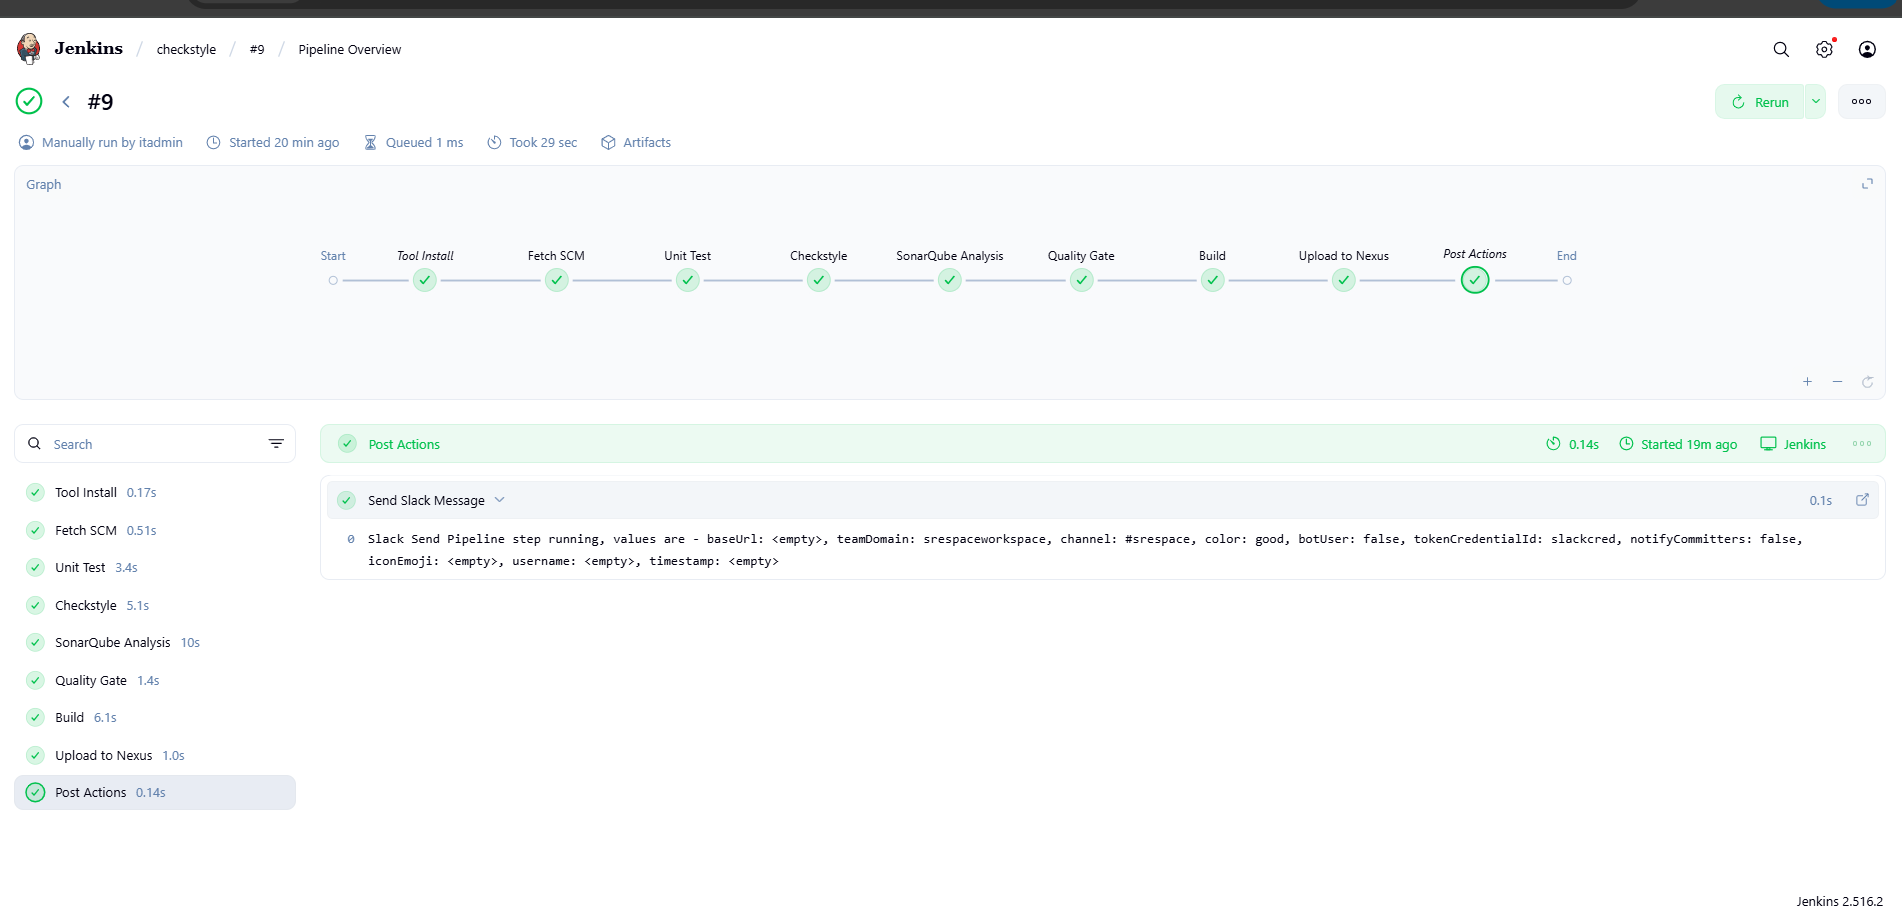 Jenkins / checkstyle / #9 / Pipeline Overview
#9
Rerun
Manually run by itadmin Started 20 min ago Queued 1 ms Took 29 sec Artifacts
Graph
Start Tool Install Fetch SCM Unit Test Checkstyle SonarQube Analysis Quality Gate Build Upload to Nexus Post Actions End
Search
Tool Install 0.17s
Fetch SCM 0.51s
Unit Test 3.4s
Checkstyle 5.1s
SonarQube Analysis 10s
Quality Gate 1.4s
Build 6.1s
Upload to Nexus 1.0s
Post Actions 0.14s
Post Actions 0.14s Started 19m ago Jenkins
Send Slack Message 0.1s
0 Slack Send Pipeline step running, values are - baseUrl: <empty>, teamDomain: srespaceworkspace, channel: #srespace, color: good, botUser: false, tokenCredentialId: slackcred, notifyCommitters: false,
iconEmoji: <empty>, username: <empty>, timestamp: <empty>
Jenkins 2.516.2